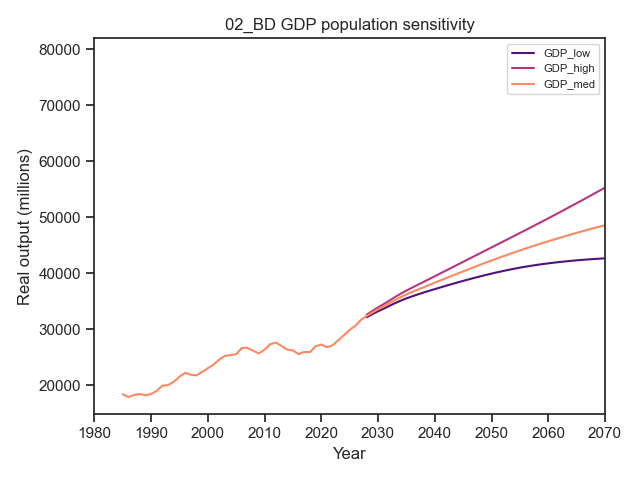 02_BD GDP population sensitivity
GDP_low
GDP_high
GDP_med
Real output (millions)
80000
70000
60000
50000
40000
30000
20000
1980 1990 2000 2010 2020 2030 2040 2050 2060 2070
Year